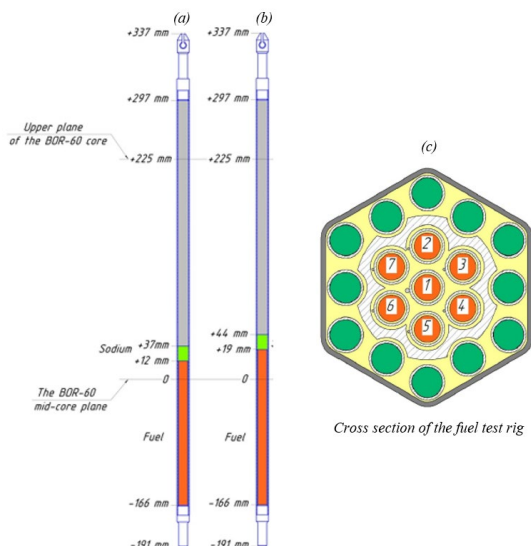 (a)
(b)
+337 mm
+337 mm
+297 mm
+297 mm
Upper plane
of the BOR-60 core
+225 mm
+225 mm
(c)
2
7
3
1
6
4
5
+44 mm
Sodium
+37mm
+19 mm
+12 mm
The BOR-60
mid-core plane
0
0
Cross section of the fuel test rig
Fuel
Fuel
-166 mm
-166 mm
-191 mm
-191 mm